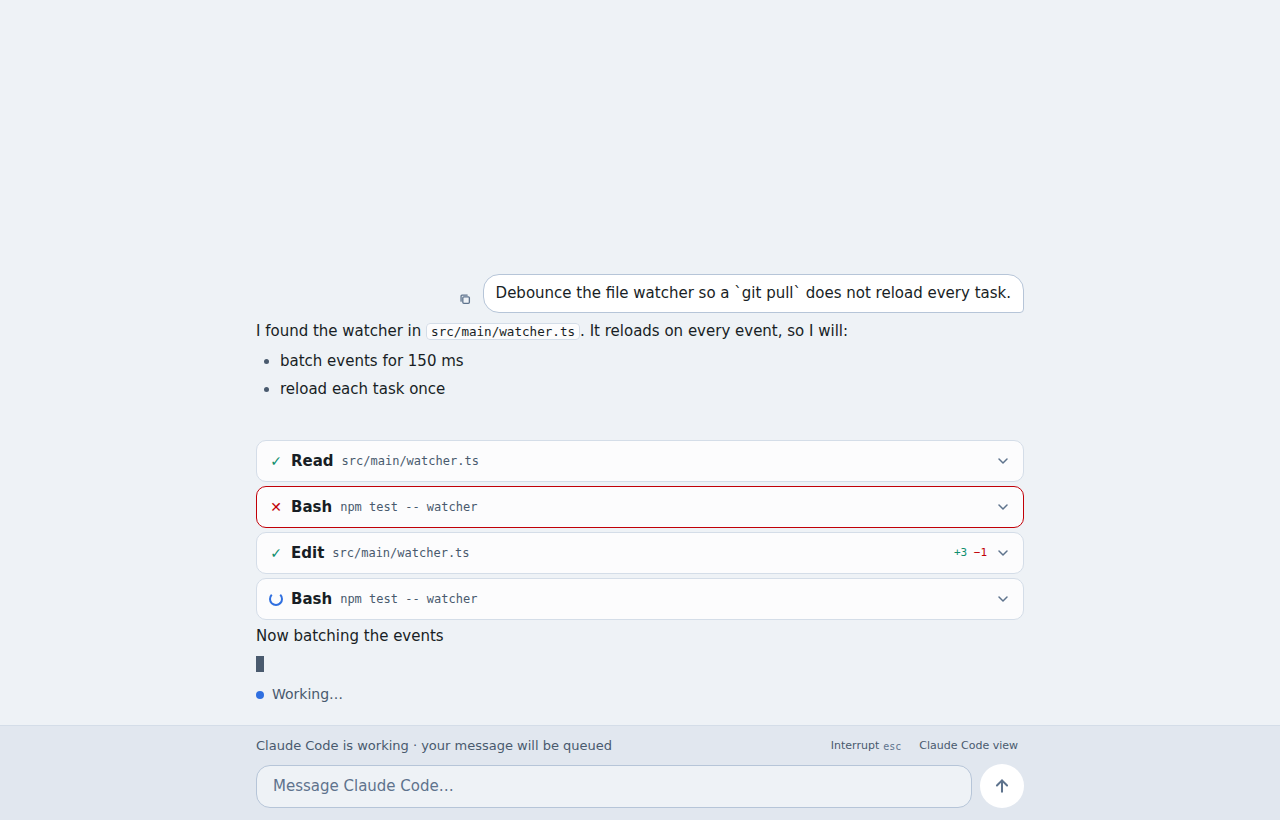 Debounce the file watcher so a `git pull` does not reload every task.
I found the watcher in src/main/watcher.ts. It reloads on every event, so I will:
• batch events for 150 ms
• reload each task once
✓ Read src/main/watcher.ts
✕ Bash npm test -- watcher
✓ Edit src/main/watcher.ts +3 −1
Bash npm test -- watcher
Now batching the events
Working…
Claude Code is working · your message will be queued Interrupt esc Claude Code view
Message Claude Code…